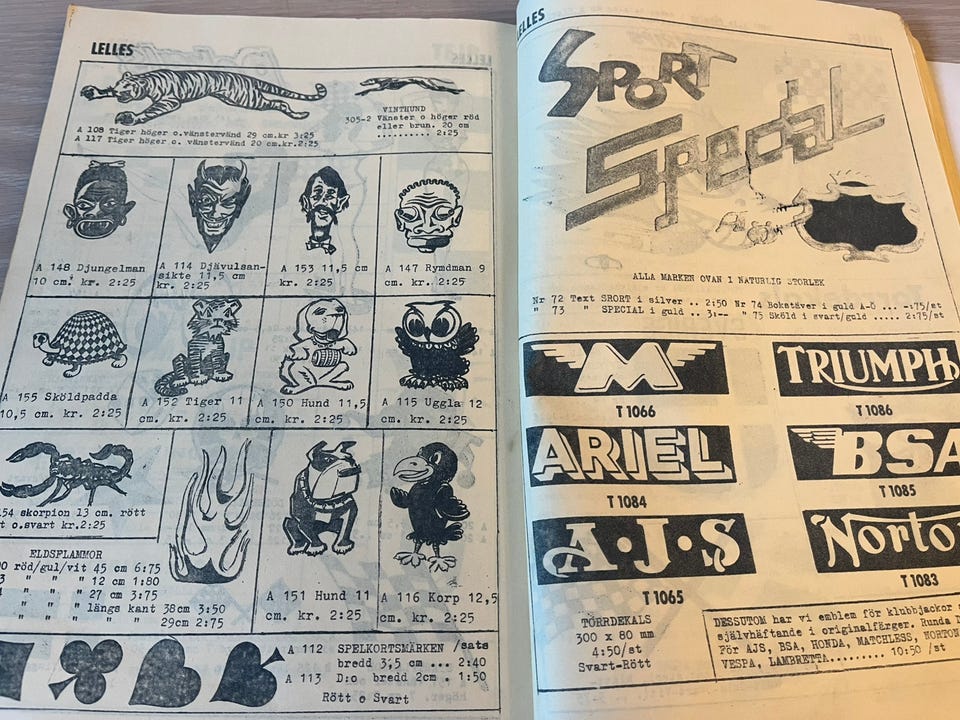 LELLES
VINTHUND
305-2 Vänster o höger röd
eller brun. 20 cm
.......... 2:25
A 108 Tiger höger o.vänstervänd 29 cm.kr 3:25
A 117 Tiger höger o. vänstervänd 20 cm.kr.2:25
A 148 Djungelman
10 cm. kr. 2:25
A 114 Djävulsan-
sikte 11,5 cm
kr. 2:25
A 153 11,5 cm
kr. 2:25
A 147 Rymdman 9
cm. kr. 2:25
A 155 Sköldpadda
10,5 cm. kr. 2:25
A 152 Tiger 11
cm. kr. 2:25
A 150 Hund 11,5
cm. kr. 2:25
A 115 Uggla 12
cm. kr. 2:25
154 skorpion 13 cm. rött
o.svart kr.2:25
ELDSFLAMMOR
röd/gul/vit 45 cm 6:75
" " " 12 cm 1:80
" " " 27 cm 3:75
" " " längs kant 38cm 3:50
" " " 29cm 2:75
A 151 Hund 11
cm. kr. 2:25
A 116 Korp 12,5
cm. kr. 2:25
A 112 SPELKORTSMÄRKEN /sats
bredd 3,5 cm ... 2:40
A 113 D:o bredd 2cm . 1:50
Rött o Svart
LELLES
SPORT
Special
ALLA MÄRKEN OVAN I NATURLIG STORLEK
Nr 72 Text SRORT i silver .. 2:50
" 73 " SPECIAL i guld .. 3:--
Nr 74 Bokstäver i guld A-Ö ... -:75/st
" 75 Sköld i svart/guld ..... 2:75/st
M
T 1066
TRIUMPH
T 1086
ARIEL
T 1084
BSA
T 1085
A·J·S
T 1065
Norto
T 1083
TÖRRDEKALS
300 x 80 mm
4:50/st
Svart-Rött
DESSUTOM har vi emblem för klubbjackor
självhäftande i originalfärger. Runda
För AJS, BSA, HONDA, MATCHLESS, NORTON
VESPA, LAMBRETTA......... 10:50 /st
höger.